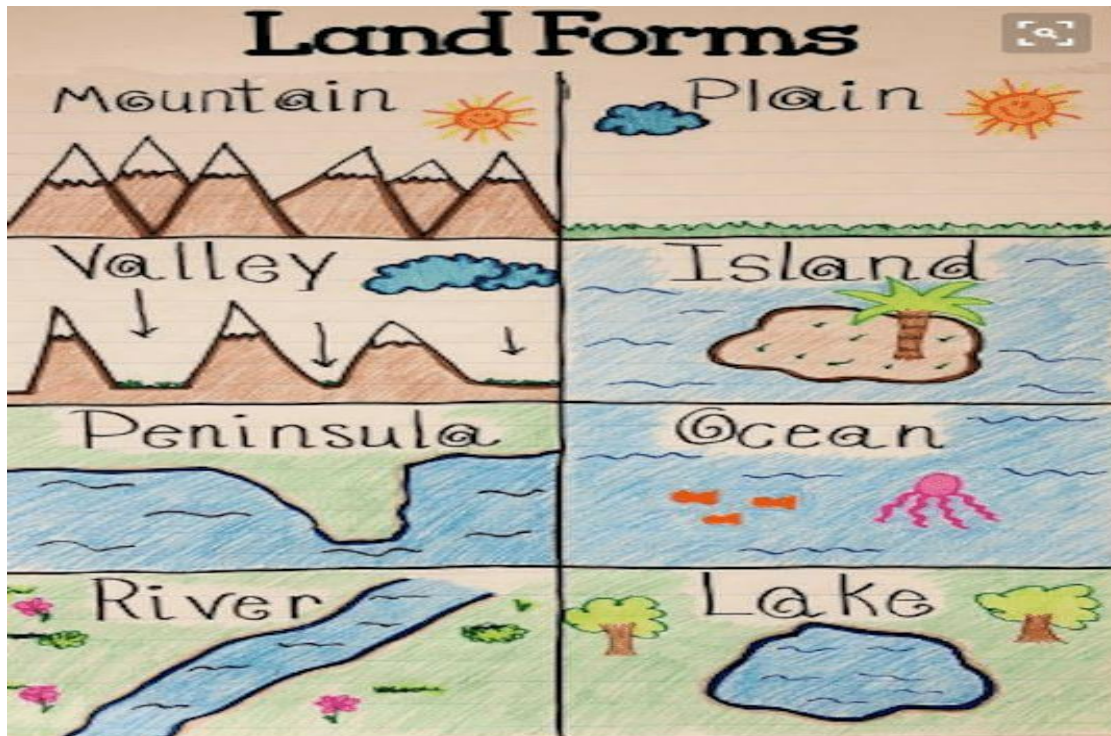 Land Forms
Mountain
Plain
Valley
Island
Peninsula
Ocean
River
Lake